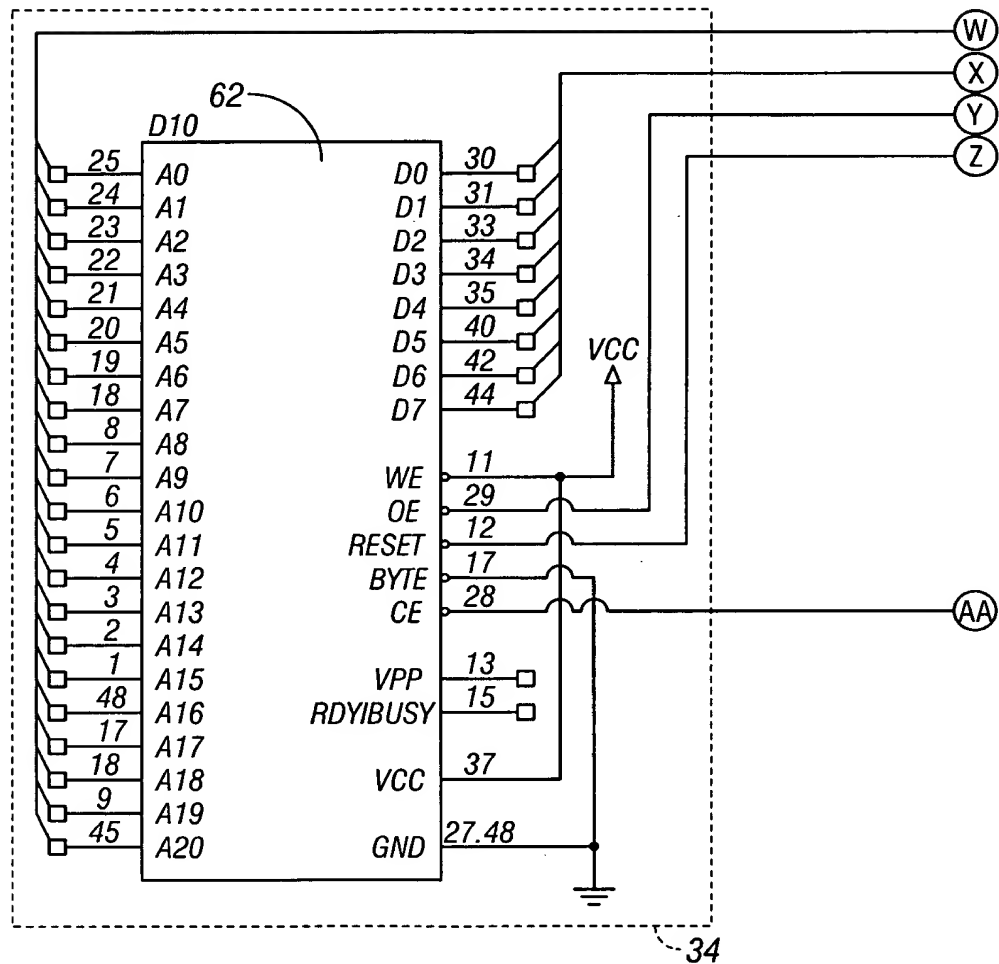 W
X
Y
Z
62
D10
25 A0 D0 30
24 A1 D1 31
23 A2 D2 33
22 A3 D3 34
21 A4 D4 35
20 A5 D5 40
19 A6 D6 42
VCC
18 A7 D7 44
8 A8
7 A9 WE 11
6 A10 OE 29
5 A11 RESET 12
4 A12 BYTE 17
3 A13 CE 28
AA
2 A14
1 A15 VPP 13
48 A16 RDYIBUSY 15
17 A17
18 A18 VCC 37
9 A19
45 A20 GND 27.48
34